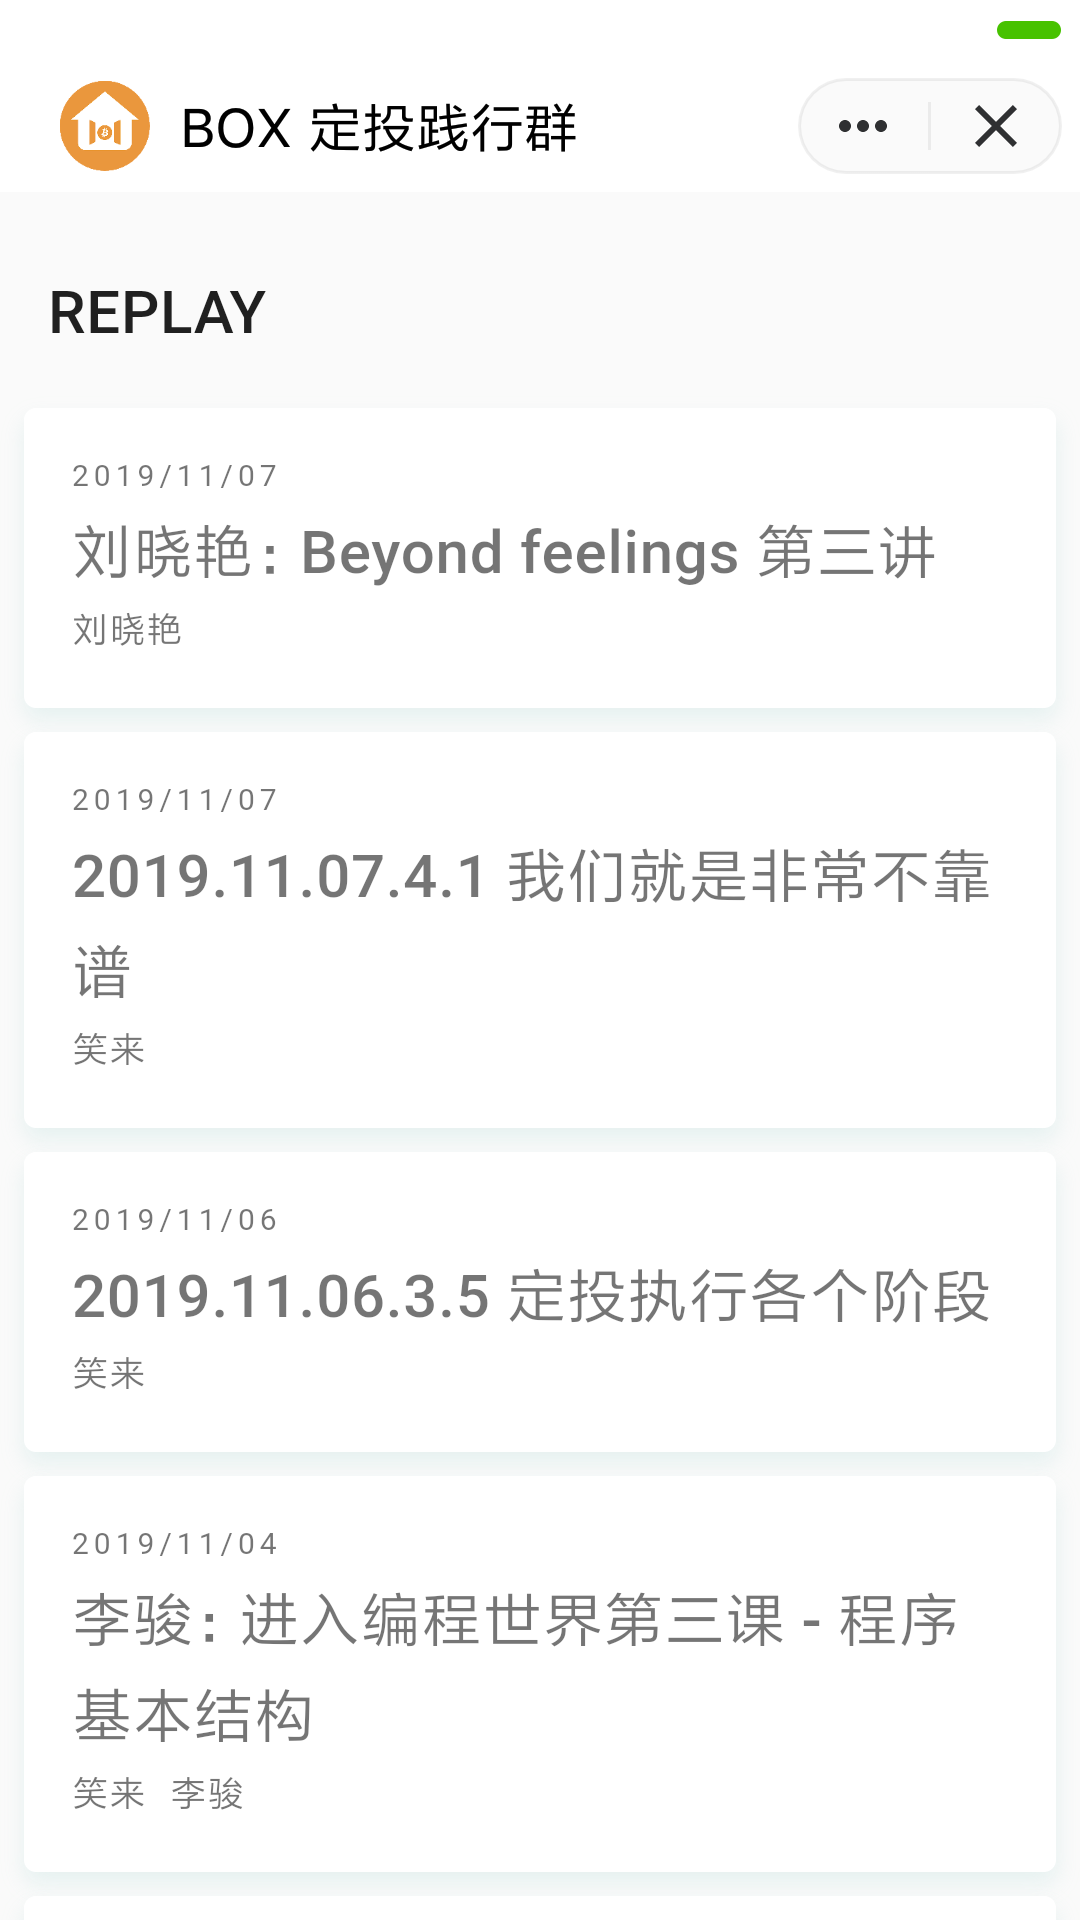 BOX 定投践行群
REPLAY
2019/11/07
刘晓艳: Beyond feelings 第三讲
刘晓艳
2019/11/07
2019.11.07.4.1 我们就是非常不靠
谱
笑来
2019/11/06
2019.11.06.3.5 定投执行各个阶段
笑来
2019/11/04
李骏: 进入编程世界第三课 - 程序
基本结构
笑来 李骏